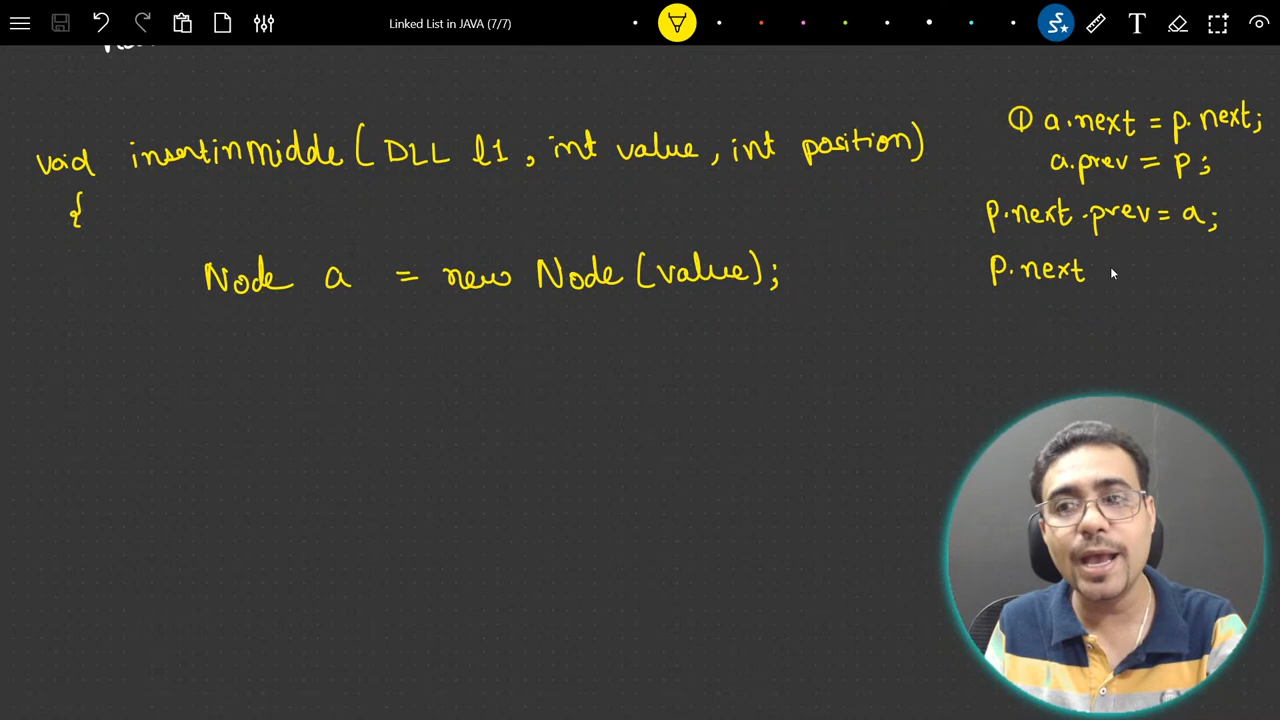 Linked List in JAVA (7/7)
void insertinmidde (DLL l1, int value, int position)
{
Node a = new Node (value);
① a.next = p.next;
a.prev = p;
p.next.prev = a;
p.next